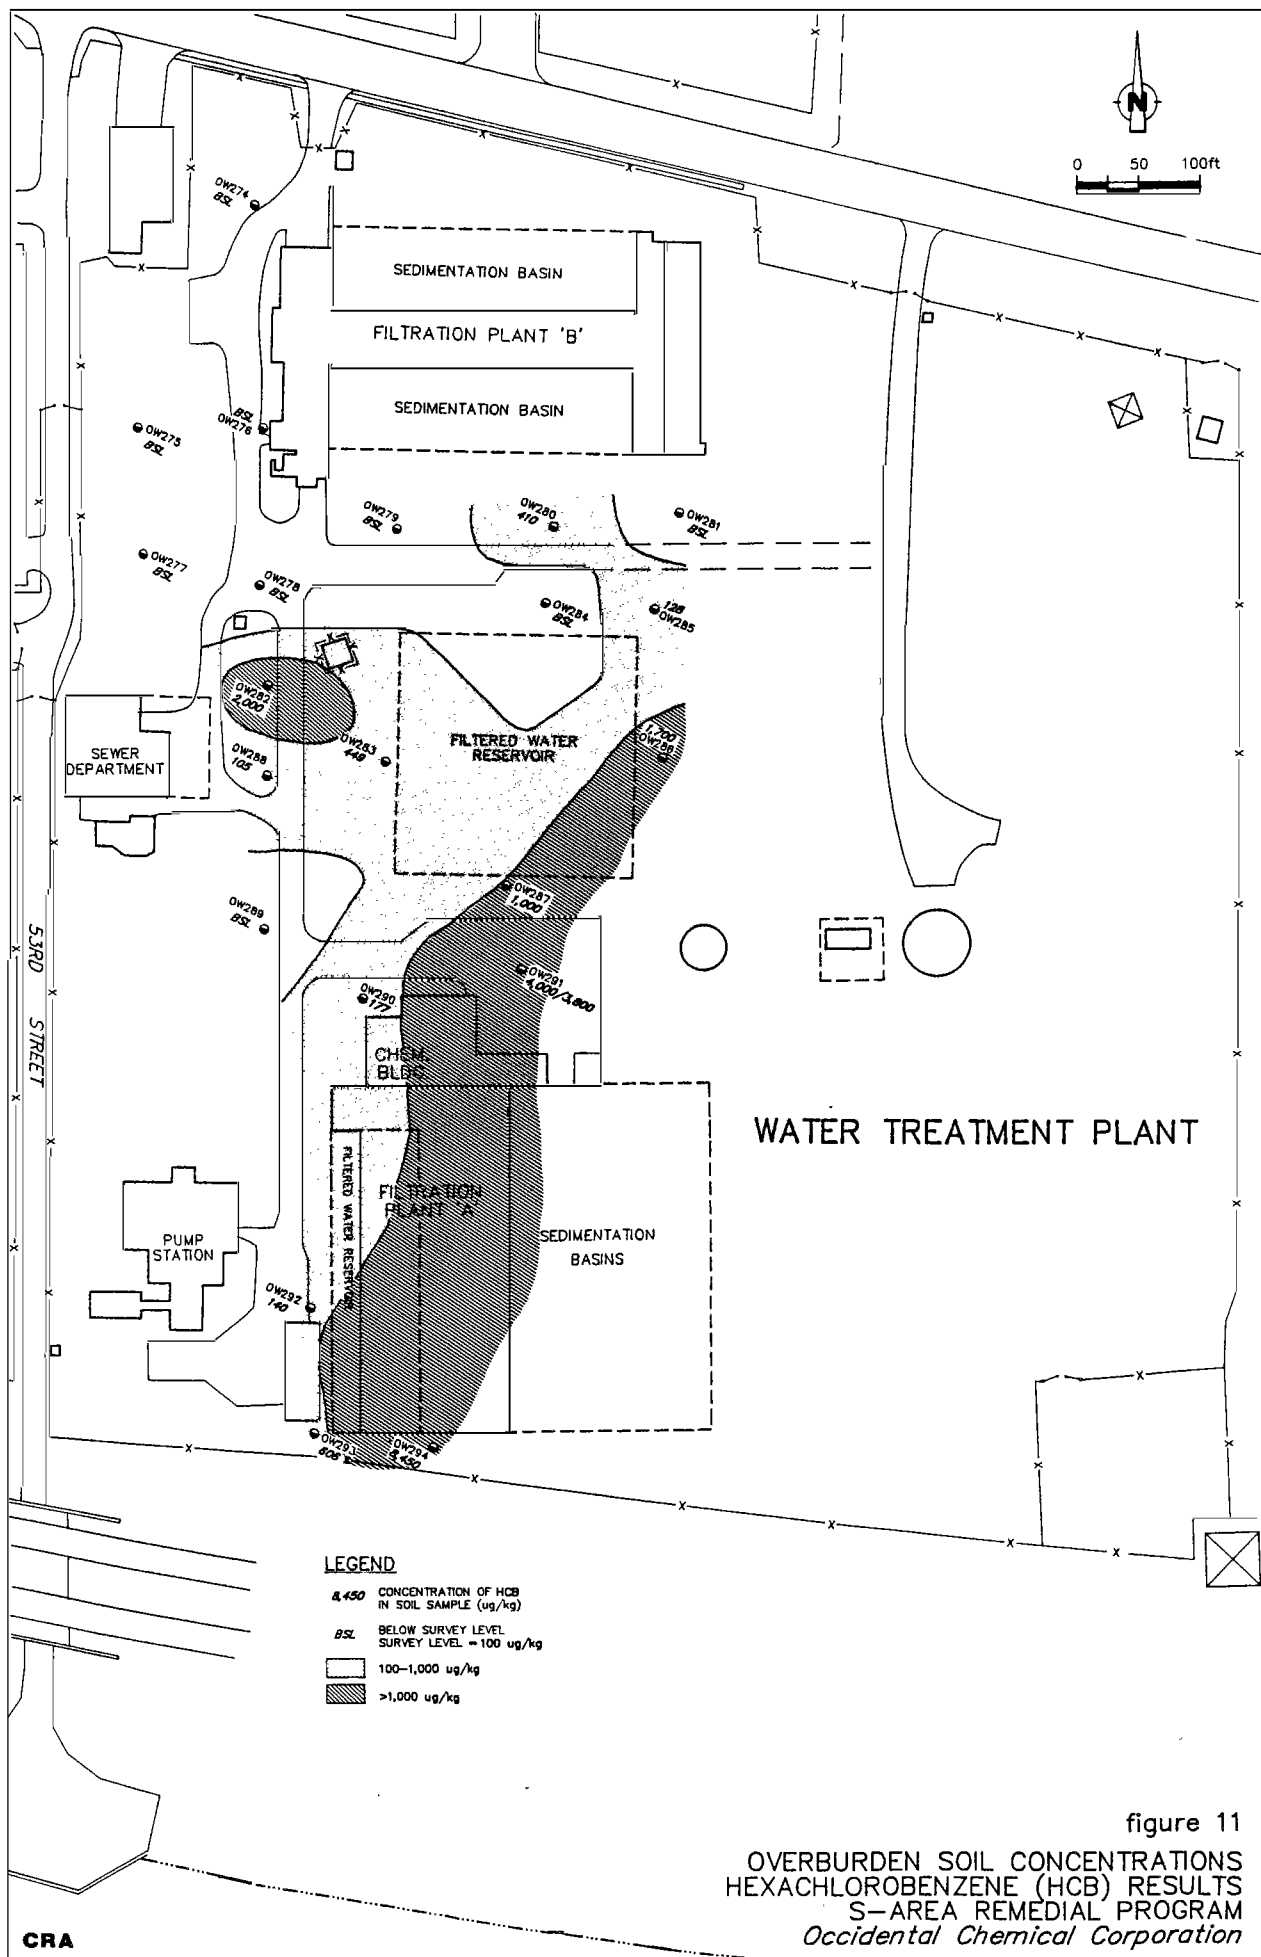 N
0 50 100ft
OW274
BSL
SEDIMENTATION BASIN
FILTRATION PLANT 'B'
SEDIMENTATION BASIN
BSL
OW276
OW275
BSL
OW279
BSL
OW280
410
OW281
BSL
OW277
BSL
OW278
BSL
OW284
BSL
128
OW285
OW282
2,000
OW283
449
OW288
105
FILTERED WATER
RESERVOIR
1,700
OW286
SEWER
DEPARTMENT
OW287
1,000
OW289
BSL
53RD STREET
OW291
4,000/3,800
OW290
177
CHEM.
BLDG.
WATER TREATMENT PLANT
FILTERED WATER RESERVOIR
FILTRATION
PLANT 'A'
PUMP
STATION
SEDIMENTATION
BASINS
OW292
140
OW293
OW294
8,450
LEGEND
8,450 CONCENTRATION OF HCB
IN SOIL SAMPLE (ug/kg)
BSL BELOW SURVEY LEVEL
SURVEY LEVEL = 100 ug/kg
100-1,000 ug/kg
>1,000 ug/kg
figure 11
OVERBURDEN SOIL CONCENTRATIONS
HEXACHLOROBENZENE (HCB) RESULTS
S-AREA REMEDIAL PROGRAM
Occidental Chemical Corporation
CRA